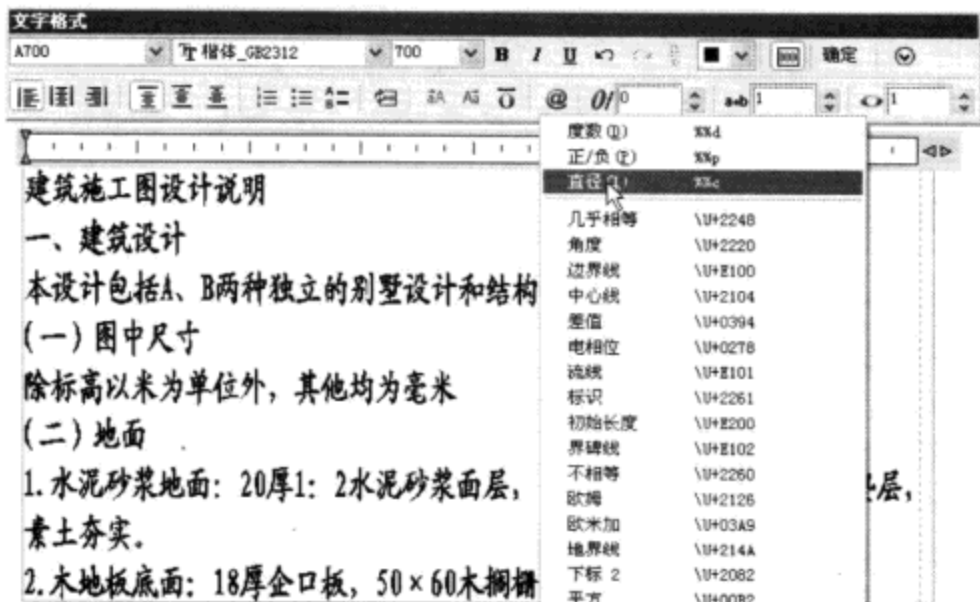 文字格式
A700 楷体_GB2312 700 B I U 确定
@ 0/ 0 a•b 1 1
度数(D) %%d
正/负(P) %%p
直径(I) %%c
几乎相等 \U+2248
角度 \U+2220
边界线 \U+E100
中心线 \U+2104
差值 \U+0394
电相位 \U+0278
流线 \U+E101
标识 \U+2261
初始长度 \U+E200
界碑线 \U+E102
不相等 \U+2260
欧姆 \U+2126
欧米加 \U+03A9
地界线 \U+214A
下标 2 \U+2082
平方 \U+00B2
建筑施工图设计说明
一、建筑设计
本设计包括A、B两种独立的别墅设计和结构
(一)图中尺寸
除标高以米为单位外,其他均为毫米
(二)地面
1.水泥砂浆地面:20厚1:2水泥砂浆面层, 层,
素土夯实。
2.木地板底面:18厚企口板,50×60木搁栅